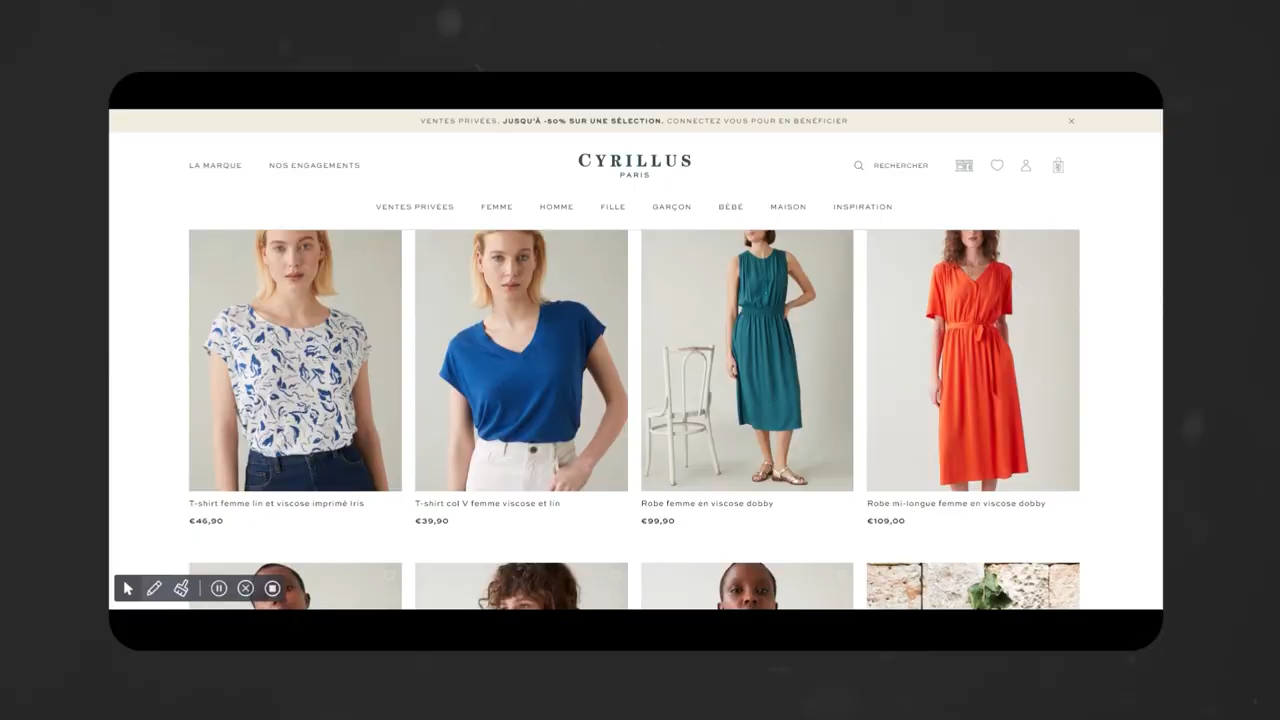 VENTES PRIVÉES, JUSQU'À -50% SUR UNE SÉLECTION. CONNECTEZ VOUS POUR EN BÉNÉFICIER
LA MARQUE
NOS ENGAGEMENTS
CYRILLUS
PARIS
RECHERCHER
VENTES PRIVÉES
FEMME
HOMME
FILLE
GARÇON
BÉBÉ
MAISON
INSPIRATION
T-shirt femme lin et viscose imprimé Iris
€46,90
T-shirt col V femme viscose et lin
€39,90
Robe femme en viscose dobby
€99,90
Robe mi-longue femme en viscose dobby
€109,00